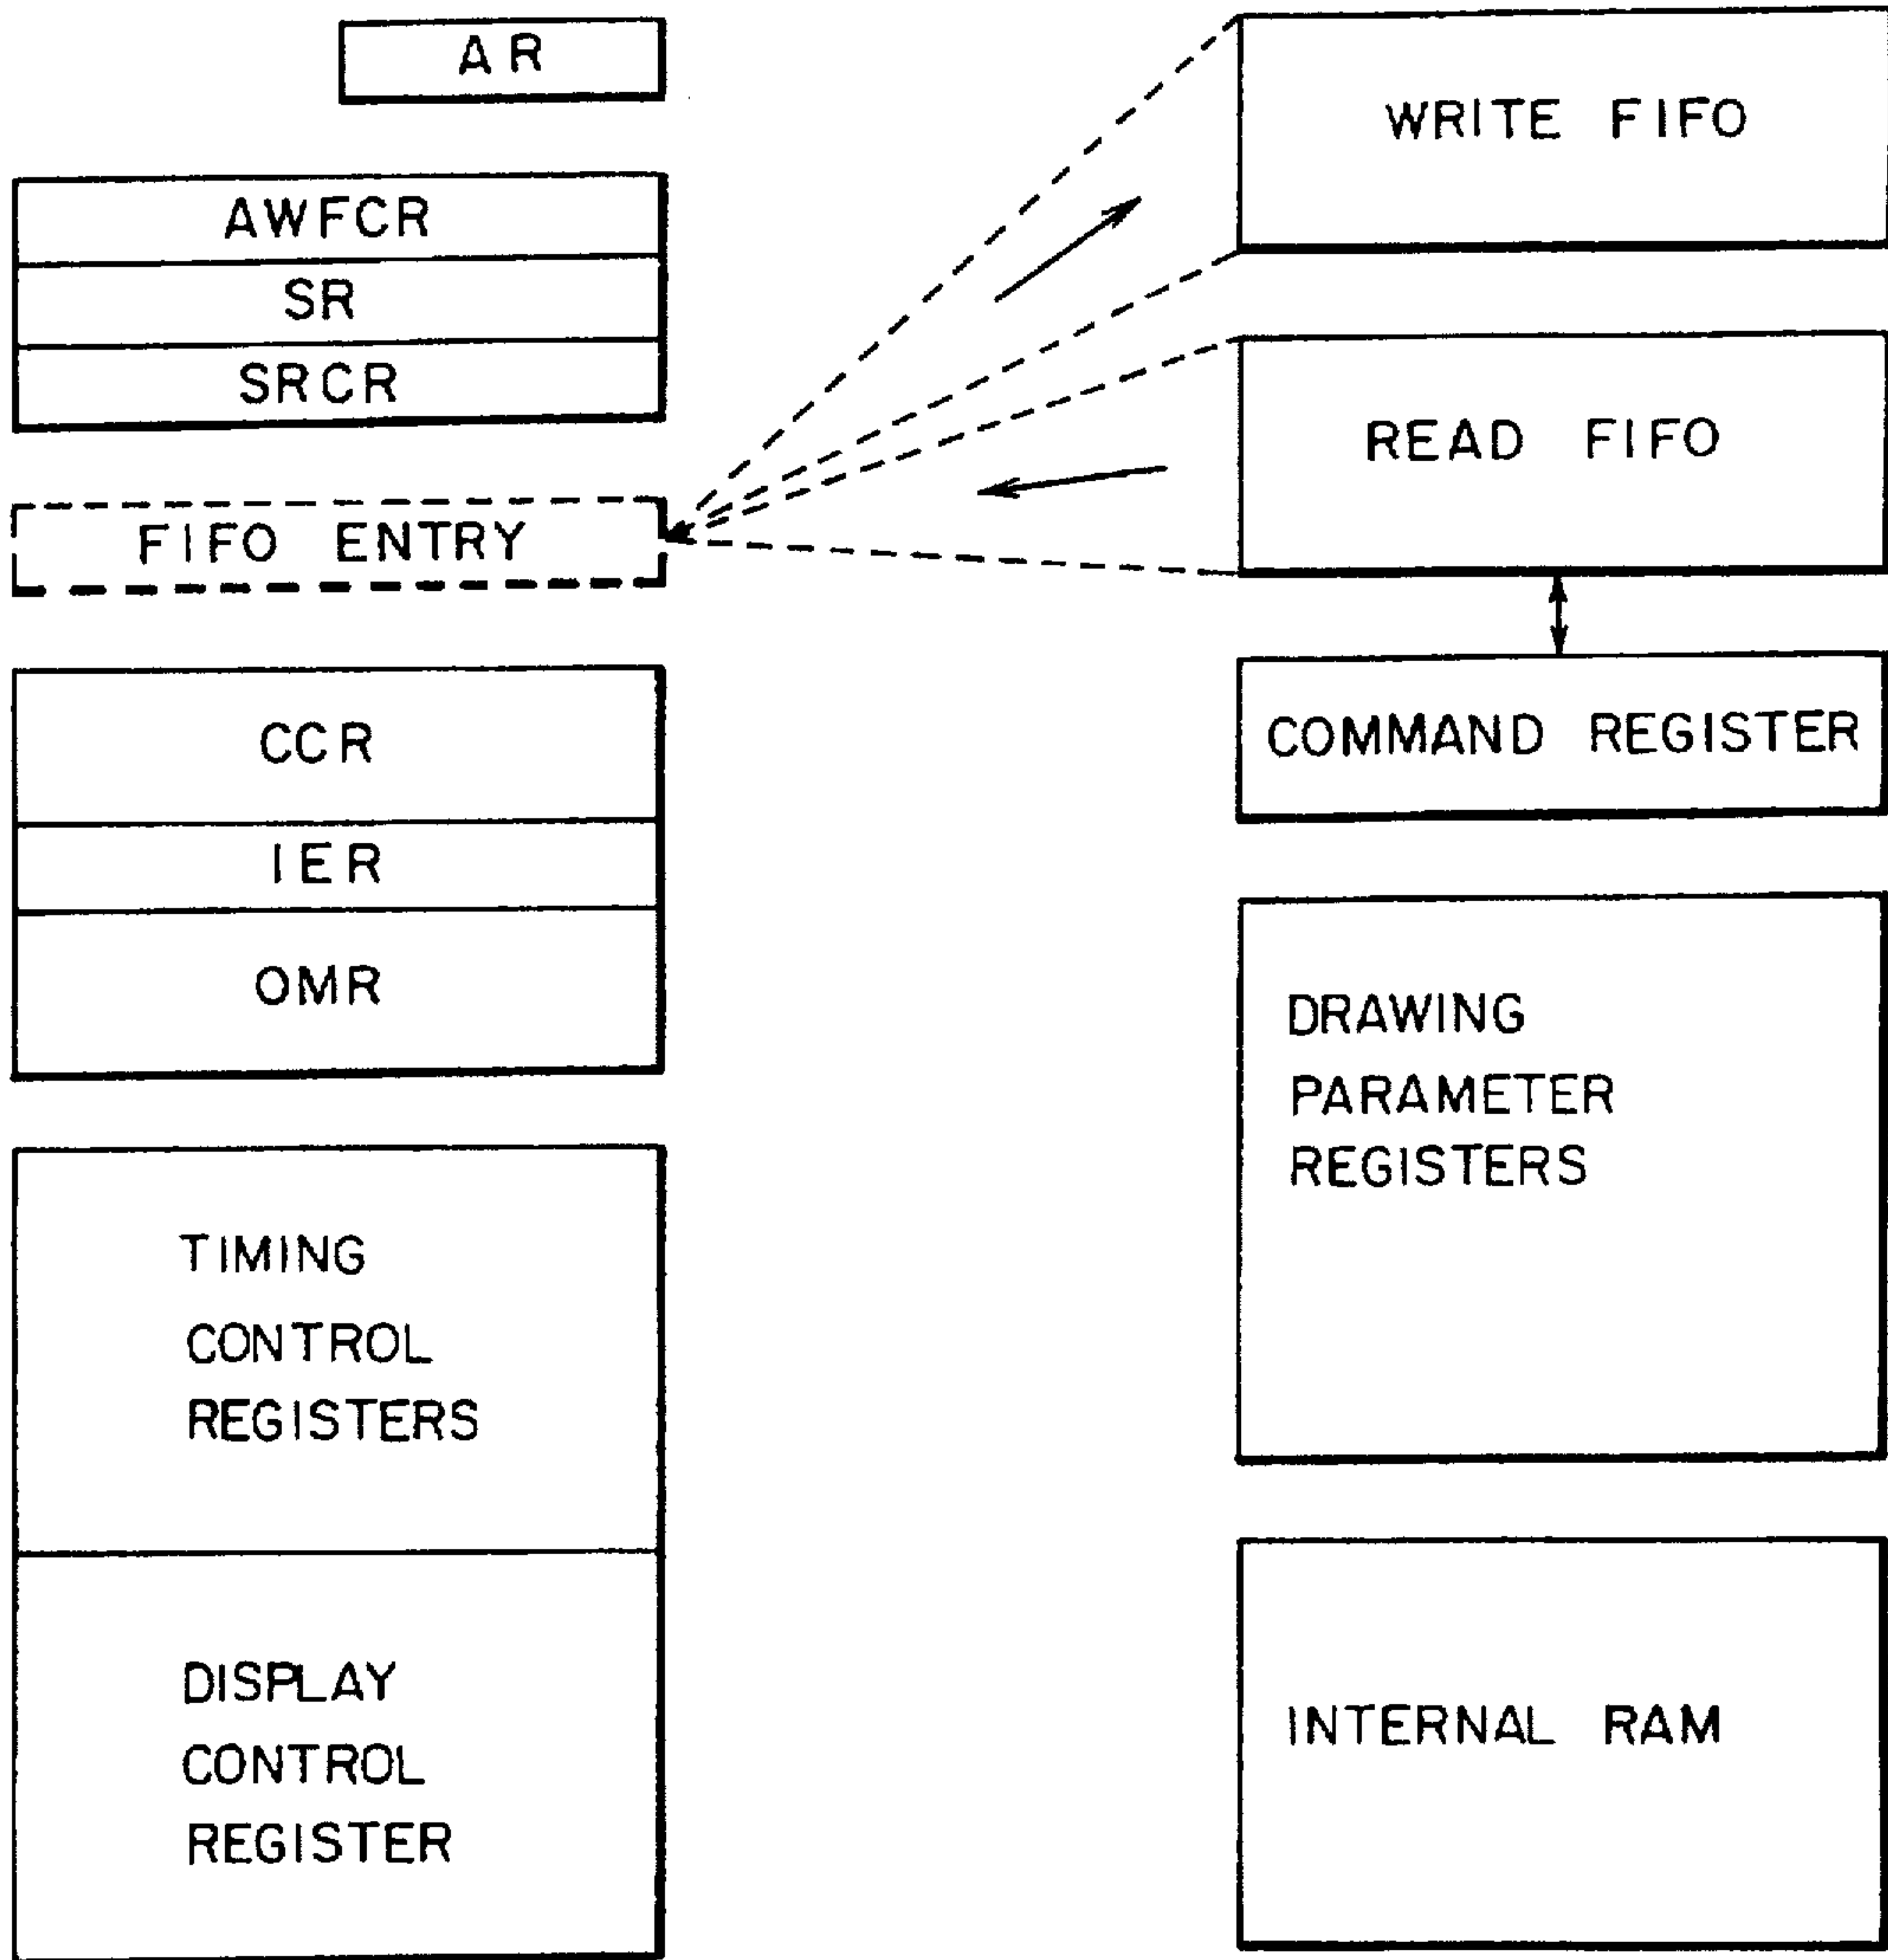 AR
AWFCR
SR
SRCR
FIFO ENTRY
CCR
IER
OMR
TIMING
CONTROL
REGISTERS
DISPLAY
CONTROL
REGISTER
WRITE FIFO
READ FIFO
COMMAND REGISTER
DRAWING
PARAMETER
REGISTERS
INTERNAL RAM